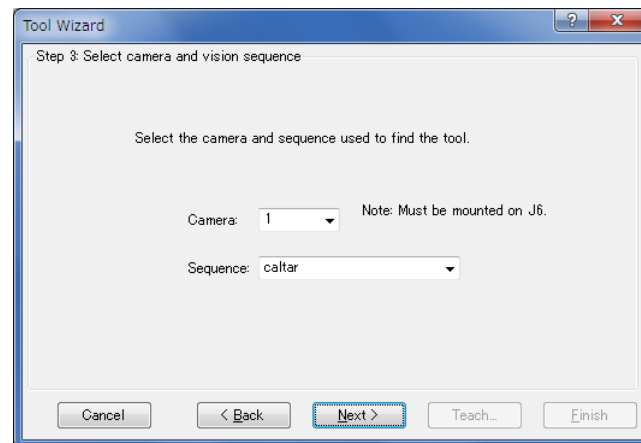 Tool Wizard
Step 3: Select camera and vision sequence
Select the camera and sequence used to find the tool.
Camera: 1 Note: Must be mounted on J6.
Sequence: caltar
Cancel < Back Next > Teach... Finish